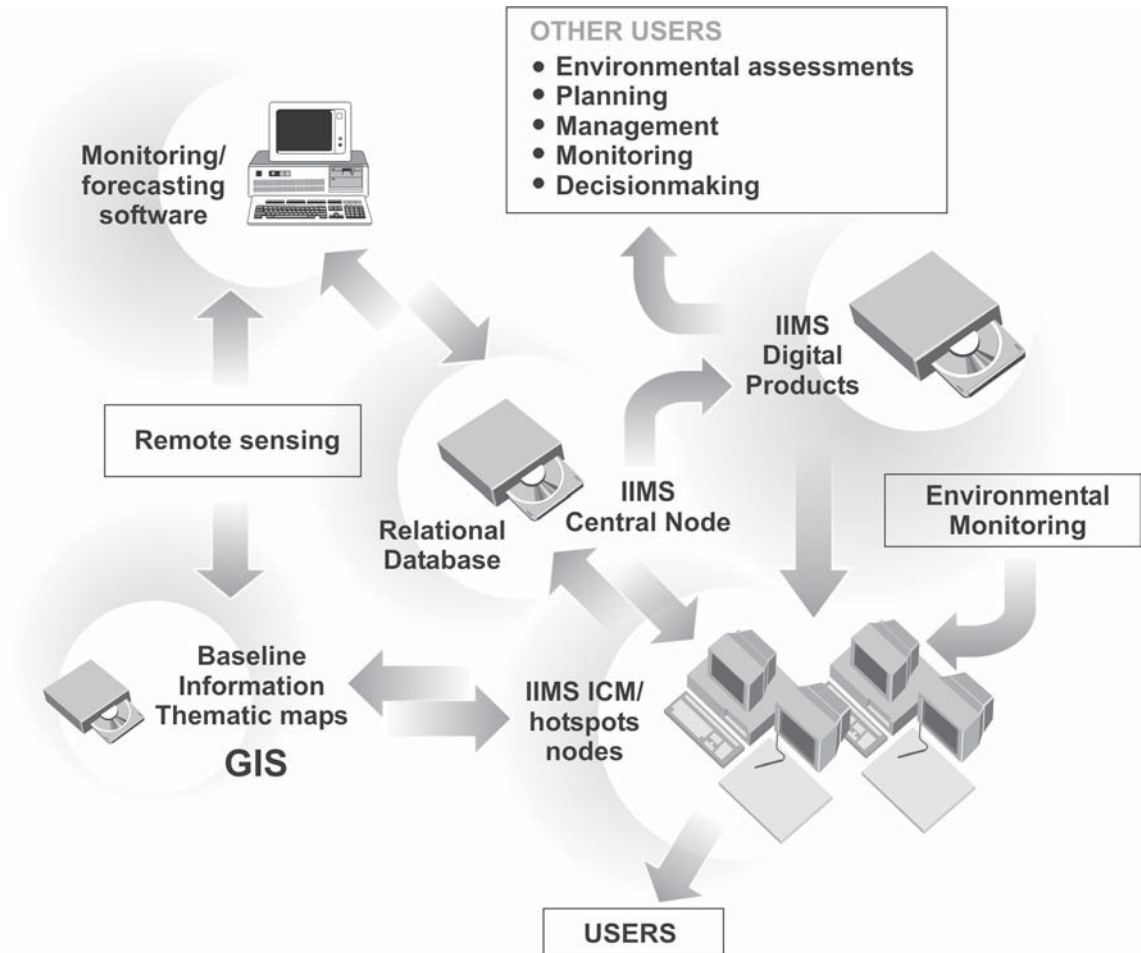 OTHER USERS
• Environmental assessments
• Planning
• Management
• Monitoring
• Decisionmaking
Monitoring/
forecasting
software
IIMS
Digital
Products
Remote sensing
Environmental
Monitoring
IIMS
Central Node
Relational
Database
Baseline
Information
Thematic maps
GIS
IIMS ICM/
hotspots
nodes
USERS